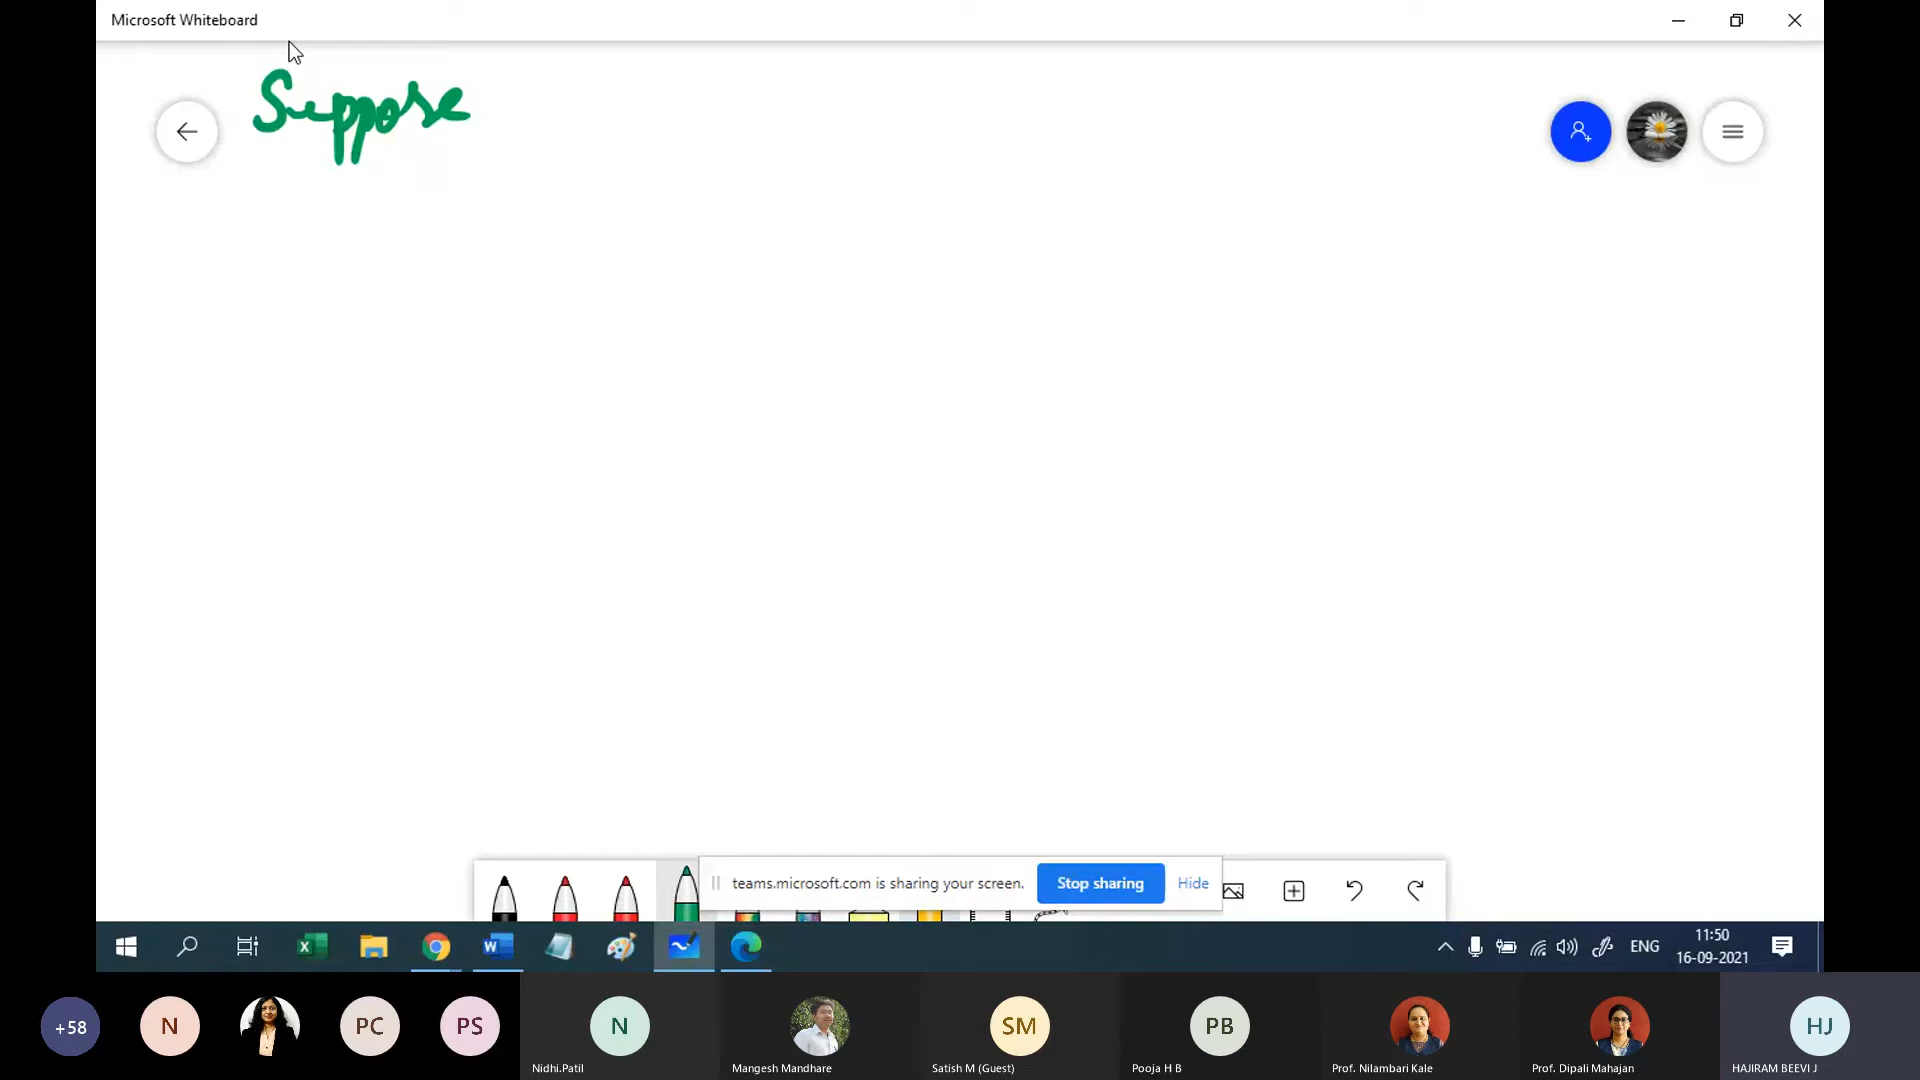 Microsoft Whiteboard
Suppose
teams.microsoft.com is sharing your screen.
Stop sharing
Hide
ENG
11:50
16-09-2021
+58
N
PC
PS
N
SM
PB
HJ
Nidhi.Patil
Mangesh Mandhare
Satish M (Guest)
Pooja H B
Prof. Nilambari Kale
Prof. Dipali Mahajan
HAJIRAM BEEVI J